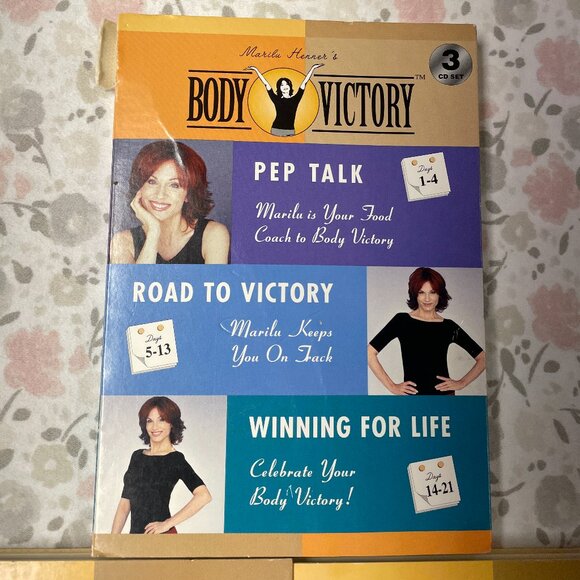 Marilu Henner's
BODY VICTORY™
3
CD SET
PEP TALK
Days
1-4
Marilu is Your Food
Coach to Body Victory
ROAD TO VICTORY
Days
5-13
Marilu Keeps
You On Track
WINNING FOR LIFE
Celebrate Your
Body Victory!
Days
14-21